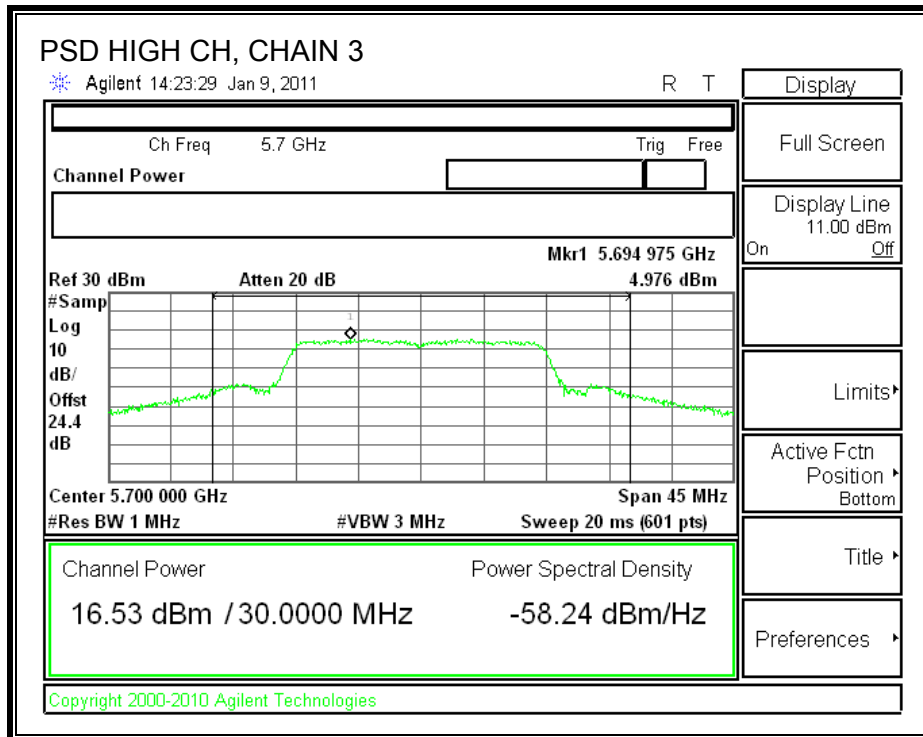 PSD HIGH CH, CHAIN 3
Agilent 14:23:29 Jan 9, 2011 R T
Ch Freq 5.7 GHz Trig Free
Channel Power
Mkr1 5.694 975 GHz
Ref 30 dBm Atten 20 dB 4.976 dBm
#Samp
Log
10
dB/
Offst
24.4
dB
1
Center 5.700 000 GHz Span 45 MHz
#Res BW 1 MHz #VBW 3 MHz Sweep 20 ms (601 pts)
Channel Power Power Spectral Density
16.53 dBm / 30.0000 MHz -58.24 dBm/Hz
Copyright 2000-2010 Agilent Technologies
Display
Full Screen
Display Line
11.00 dBm
On Off
Limits
Active Fctn
Position
Bottom
Title
Preferences